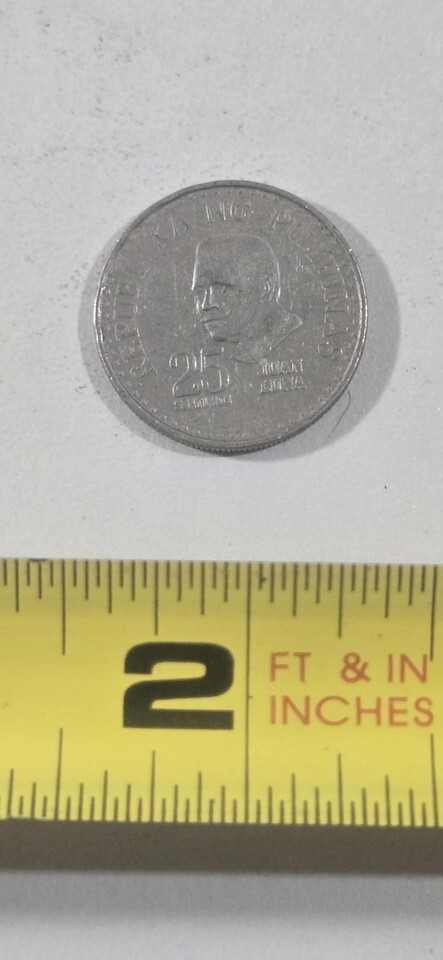 REPUBLIKA NG PILIPINAS
25
SENTIMO
JUAN
LUNA
2
FT & IN
INCHES